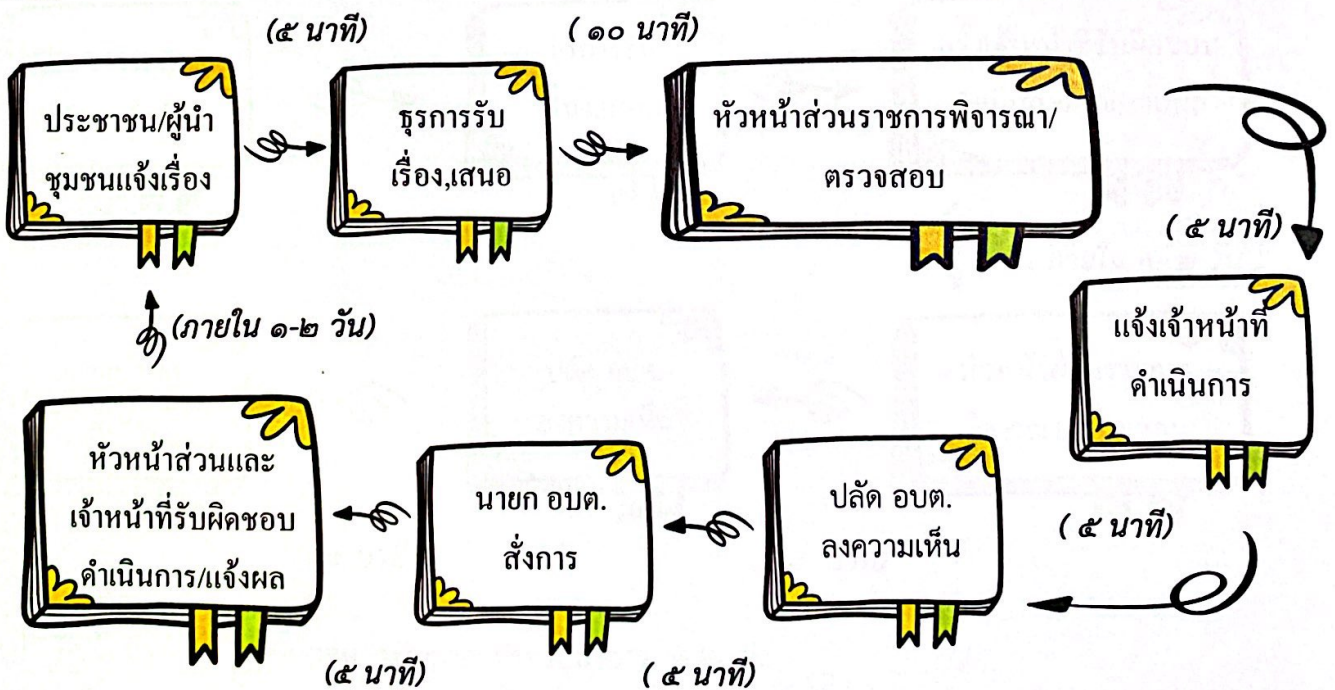 (๕ นาที)
( ๑๐ นาที)
ประชาชน/ผู้นำ
ชุมชนแจ้งเรื่อง
ธุรการรับ
เรื่อง,เสนอ
หัวหน้าส่วนราชการพิจารณา/
ตรวจสอบ
( ๕ นาที)
แจ้งเจ้าหน้าที่
ดำเนินการ
( ๕ นาที)
ปลัด อบต.
ลงความเห็น
( ๕ นาที)
นายก อบต.
สั่งการ
(๕ นาที)
หัวหน้าส่วนและ
เจ้าหน้าที่รับผิดชอบ
ดำเนินการ/แจ้งผล
(ภายใน ๑-๒ วัน)